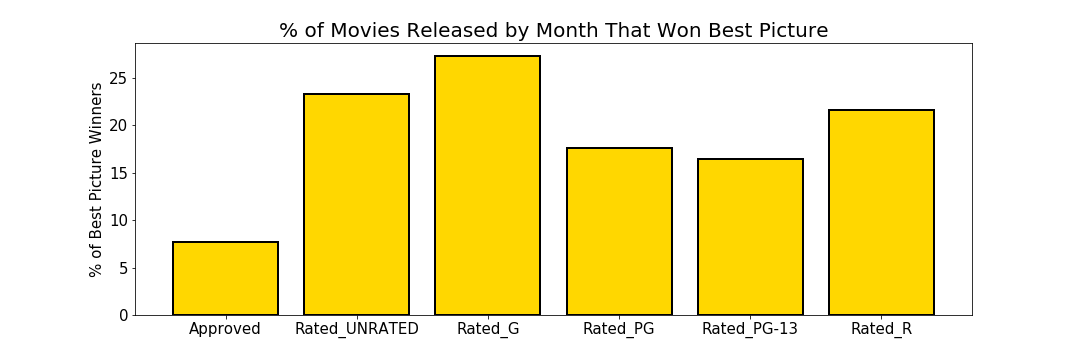 % of Movies Released by Month That Won Best Picture
% of Best Picture Winners
25
20
15
10
5
0
Approved
Rated_UNRATED
Rated_G
Rated_PG
Rated_PG-13
Rated_R